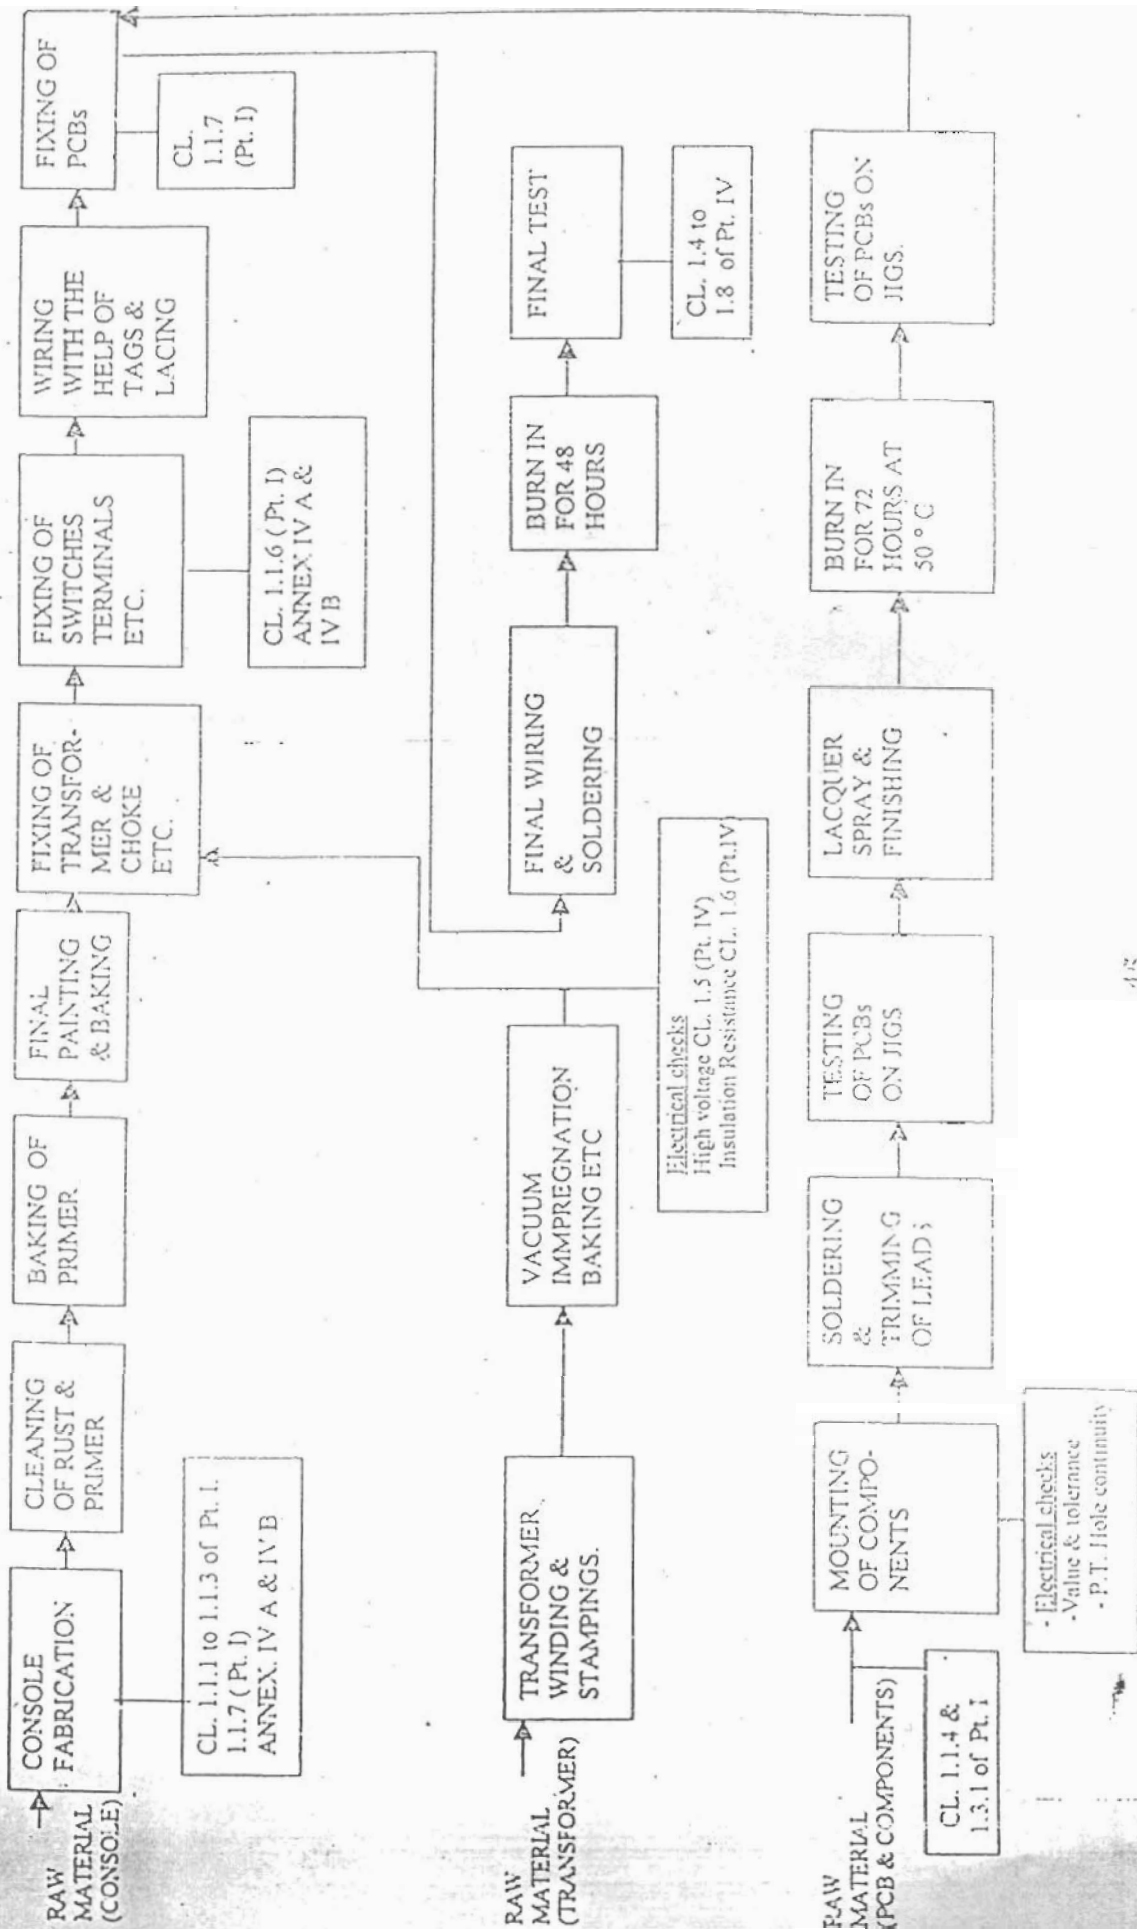 RAW
MATERIAL
(CONSOLE)
CONSOLE
FABRICATION
CL. 1.1.1 to 1.1.3 of Pt. I.
1.1.7 ( Pt. I)
ANNEX. IV A & IV B
CLEANING
OF RUST &
PRIMER
BAKING OF
PRIMER
FINAL
PAINTING
& BAKING
FIXING OF
TRANSFOR-
MER &
CHOKE
ETC.
FIXING OF
SWITCHES
TERMINALS
ETC.
CL. 1.1.6 ( Pt. I)
ANNEX IV A &
IV B
WIRING
WITH THE
HELP OF
TAGS &
LACING
FIXING OF
PCBs
CL.
1.1.7
(Pt. I)
RAW
MATERIAL
(TRANSFORMER)
TRANSFORMER
WINDING &
STAMPINGS.
VACUUM
IMMPREGNATION
BAKING ETC
Electrical checks
High voltage CL. 1.5 (Pt. IV)
Insulation Resistance CL. 1.6 (Pt.IV)
FINAL WIRING
&
SOLDERING
BURN IN
FOR 48
HOURS
FINAL TEST
CL. 1.4 to
1.8 of Pt. IV
RAW
MATERIAL
(PCB & COMPONENTS)
CL. 1.1.4 &
1.3.1 of Pt. I
MOUNTING
OF COMPO-
NENTS
- Electrical checks
- Value & tolerance
- P.T. Hole continuity
SOLDERING
&
TRIMMING
OF LEADS
TESTING
OF PCBs
ON JIGS
LACQUER
SPRAY &
FINISHING
BURN IN
FOR 72
HOURS AT
50 ° C
TESTING
OF PCBs ON
JIGS.